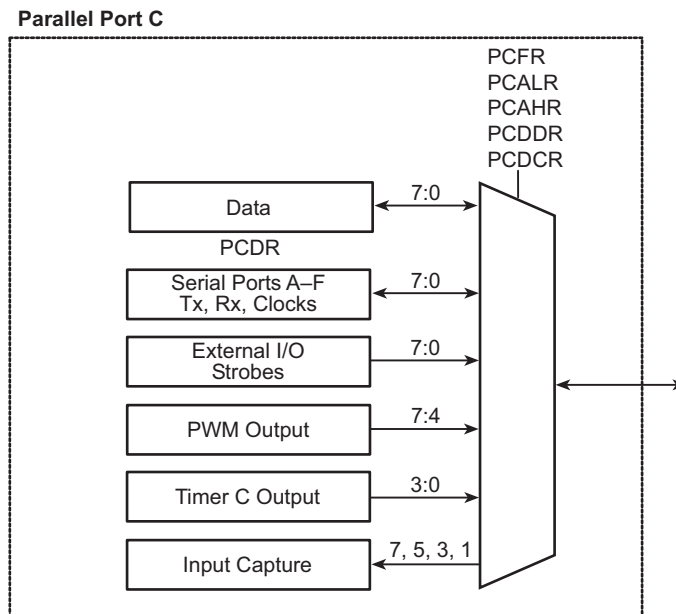 Parallel Port C
PCFR
PCALR
PCAHR
PCDDR
PCDCR
Data
7:0
PCDR
Serial Ports A–F
Tx, Rx, Clocks
7:0
External I/O
Strobes
7:0
PWM Output
7:4
Timer C Output
3:0
Input Capture
7, 5, 3, 1